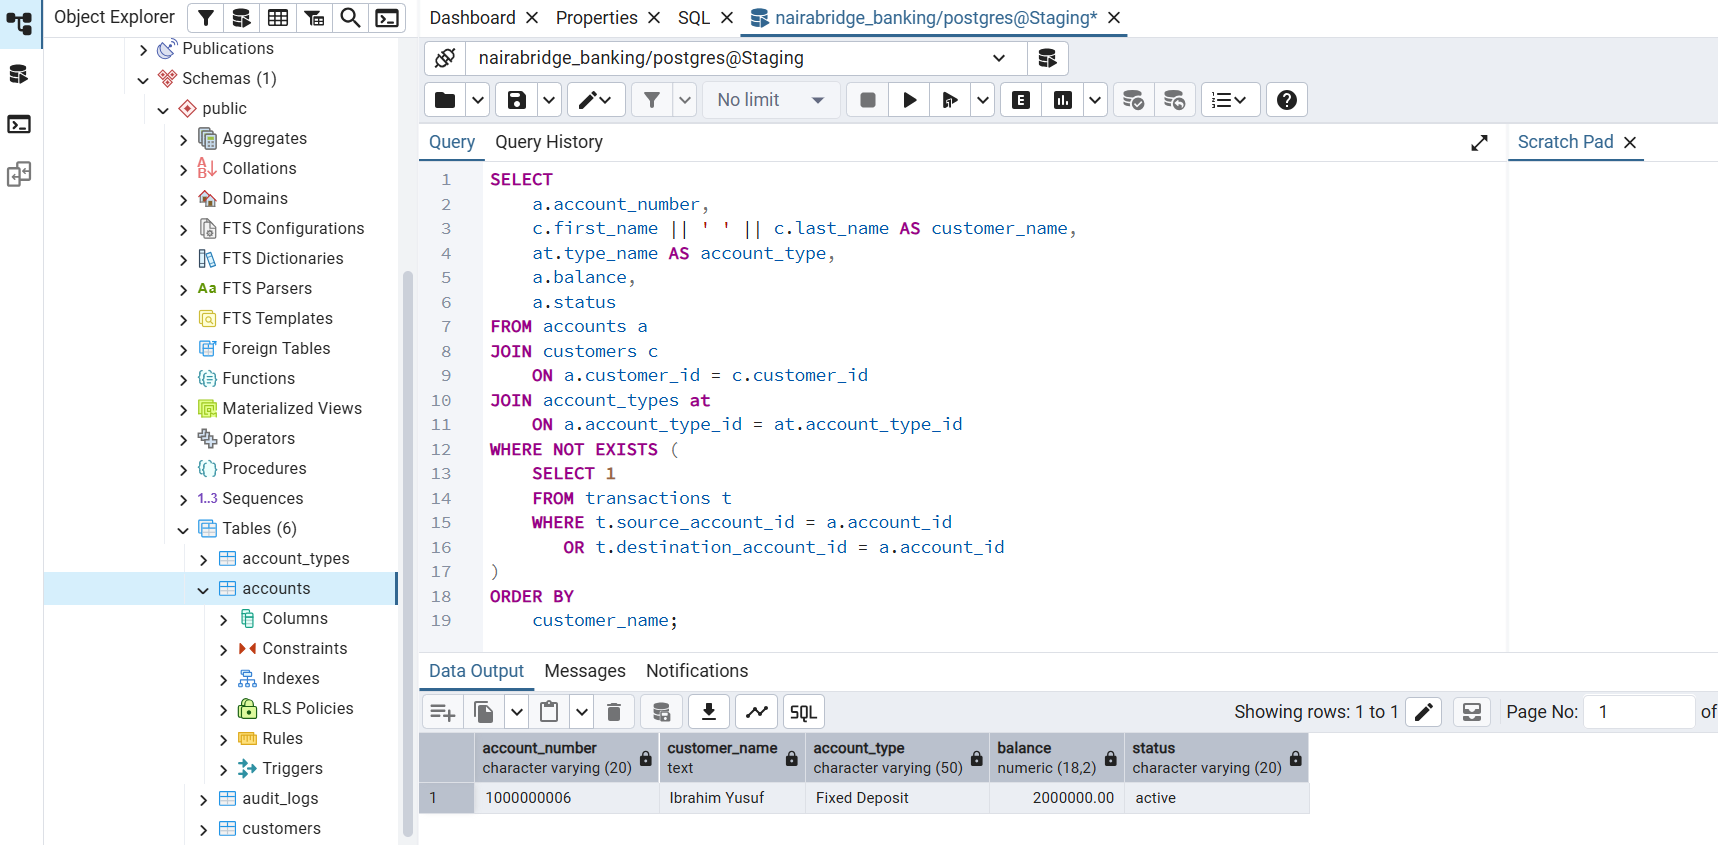 Object Explorer
Dashboard
Properties
SQL
nairabridge_banking/postgres@Staging*
Publications
Schemas (1)
public
Aggregates
Collations
Domains
FTS Configurations
FTS Dictionaries
Aa FTS Parsers
FTS Templates
Foreign Tables
Functions
Materialized Views
Operators
Procedures
1..3 Sequences
Tables (6)
account_types
accounts
Columns
Constraints
Indexes
RLS Policies
Rules
Triggers
audit_logs
customers
nairabridge_banking/postgres@Staging
No limit
E
Query
Query History
Scratch Pad
1 SELECT
2 a.account_number,
3 c.first_name || ' ' || c.last_name AS customer_name,
4 at.type_name AS account_type,
5 a.balance,
6 a.status
7 FROM accounts a
8 JOIN customers c
9 ON a.customer_id = c.customer_id
10 JOIN account_types at
11 ON a.account_type_id = at.account_type_id
12 WHERE NOT EXISTS (
13 SELECT 1
14 FROM transactions t
15 WHERE t.source_account_id = a.account_id
16 OR t.destination_account_id = a.account_id
17 )
18 ORDER BY
19 customer_name;
Data Output
Messages
Notifications
SQL
Showing rows: 1 to 1
Page No: 1 of
account_number customer_name account_type balance status
character varying (20) text character varying (50) numeric (18,2) character varying (20)
1 1000000006 Ibrahim Yusuf Fixed Deposit 2000000.00 active